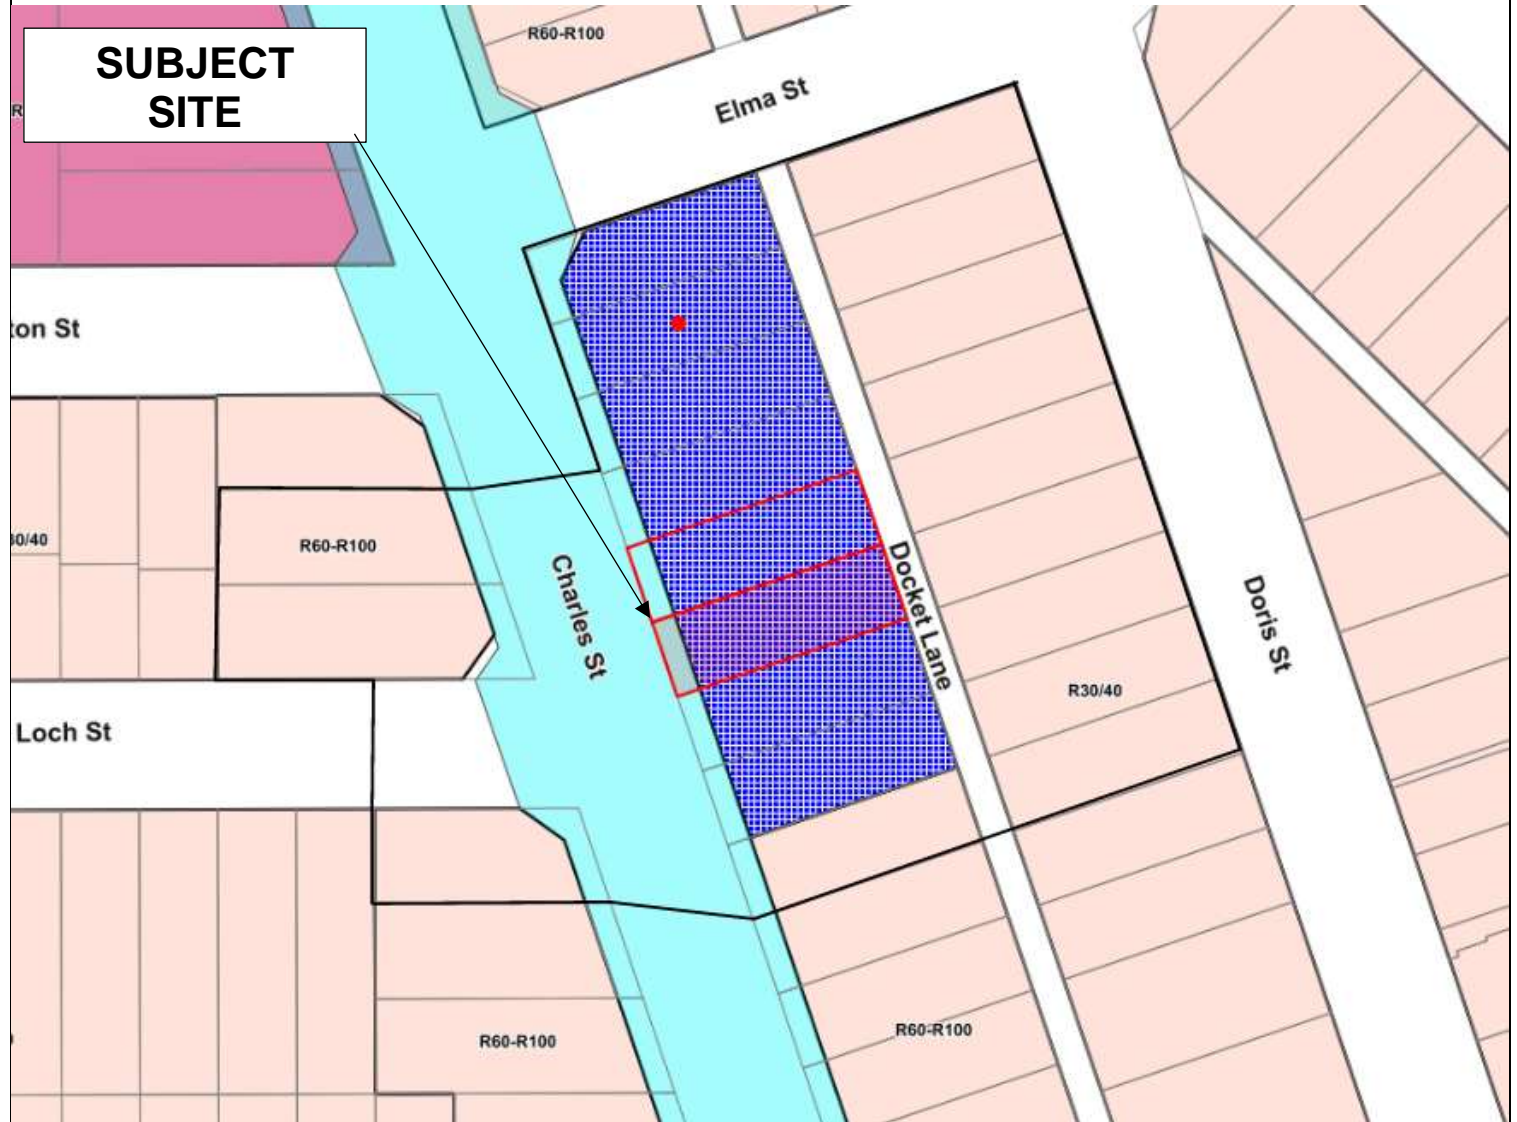 R60-R100
SUBJECT
SITE
Elma St
R
ton St
30/40
R60-R100
Charles St
Docket Lane
Doris St
R30/40
Loch St
R60-R100
R60-R100